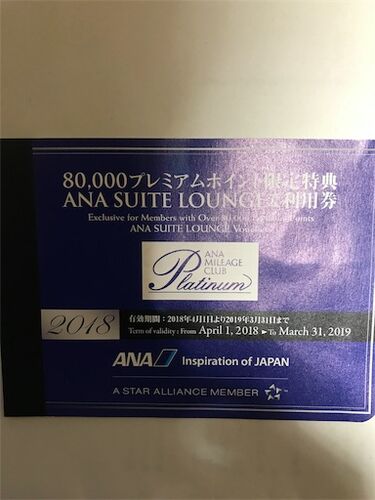 80,000プレミアムポイント限定特典
ANA SUITE LOUNGEご利用券
Exclusive for Members with Over 80,000 Premium Points
ANA SUITE LOUNGE Voucher
ANA
MILEAGE
CLUB
Platinum
2018
有効期間：2018年4月1日より2019年3月31日まで
Term of validity : From April 1, 2018 ►To March 31, 2019
ANA Inspiration of JAPAN
A STAR ALLIANCE MEMBER